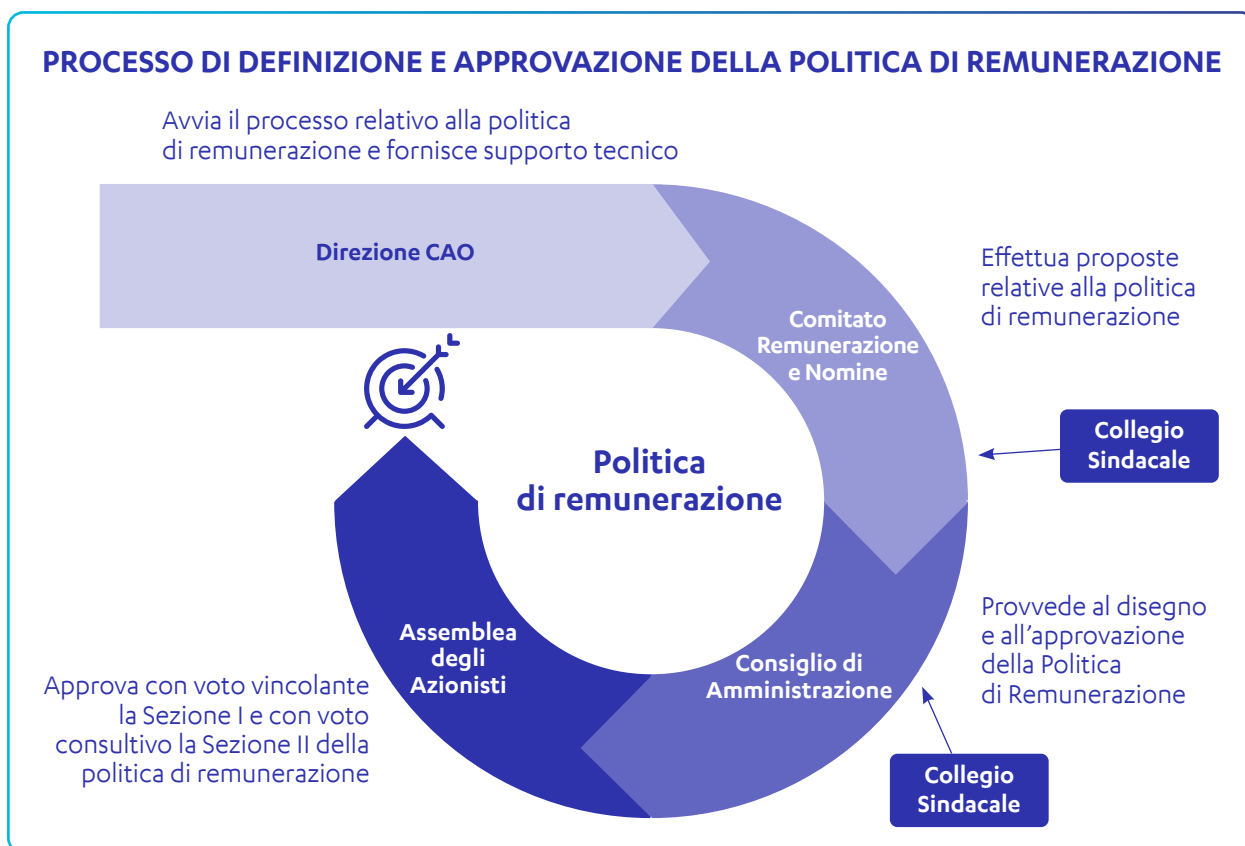 PROCESSO DI DEFINIZIONE E APPROVAZIONE DELLA POLITICA DI REMUNERAZIONE
Avvia il processo relativo alla politica
di remunerazione e fornisce supporto tecnico
Direzione CAO
Comitato
Remunerazione
e Nomine
Effettua proposte
relative alla politica
di remunerazione
Collegio
Sindacale
Politica
di remunerazione
Consiglio di
Amministrazione
Provvede al disegno
e all’approvazione
della Politica
di Remunerazione
Collegio
Sindacale
Assemblea
degli
Azionisti
Approva con voto vincolante
la Sezione I e con voto
consultivo la Sezione II della
politica di remunerazione